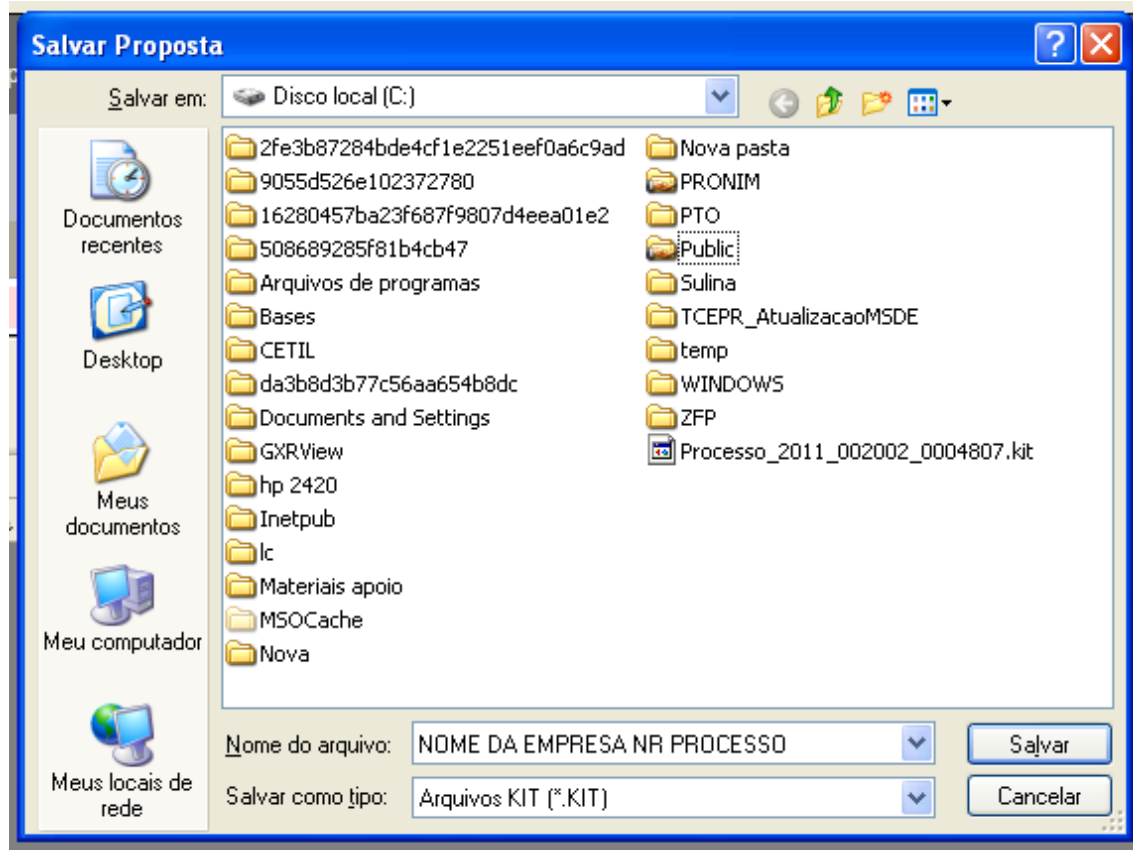 Salvar Proposta
Salvar em:
Disco local (C:)
Documentos
recentes
Desktop
Meus
documentos
Meu computador
Meus locais de
rede
2fe3b87284bde4cf1e2251eef0a6c9ad
9055d526e102372780
16280457ba23f687f9807d4eea01e2
508689285f81b4cb47
Arquivos de programas
Bases
CETIL
da3b8d3b77c56aa654b8dc
Documents and Settings
GXRView
hp 2420
Inetpub
lc
Materiais apoio
MSOCache
Nova
Nova pasta
PRONIM
PTO
Public
Sulina
TCEPR_AtualizacaoMSDE
temp
WINDOWS
ZFP
Processo_2011_002002_0004807.kit
Nome do arquivo:
NOME DA EMPRESA NR PROCESSO
Salvar
Salvar como tipo:
Arquivos KIT (*.KIT)
Cancelar